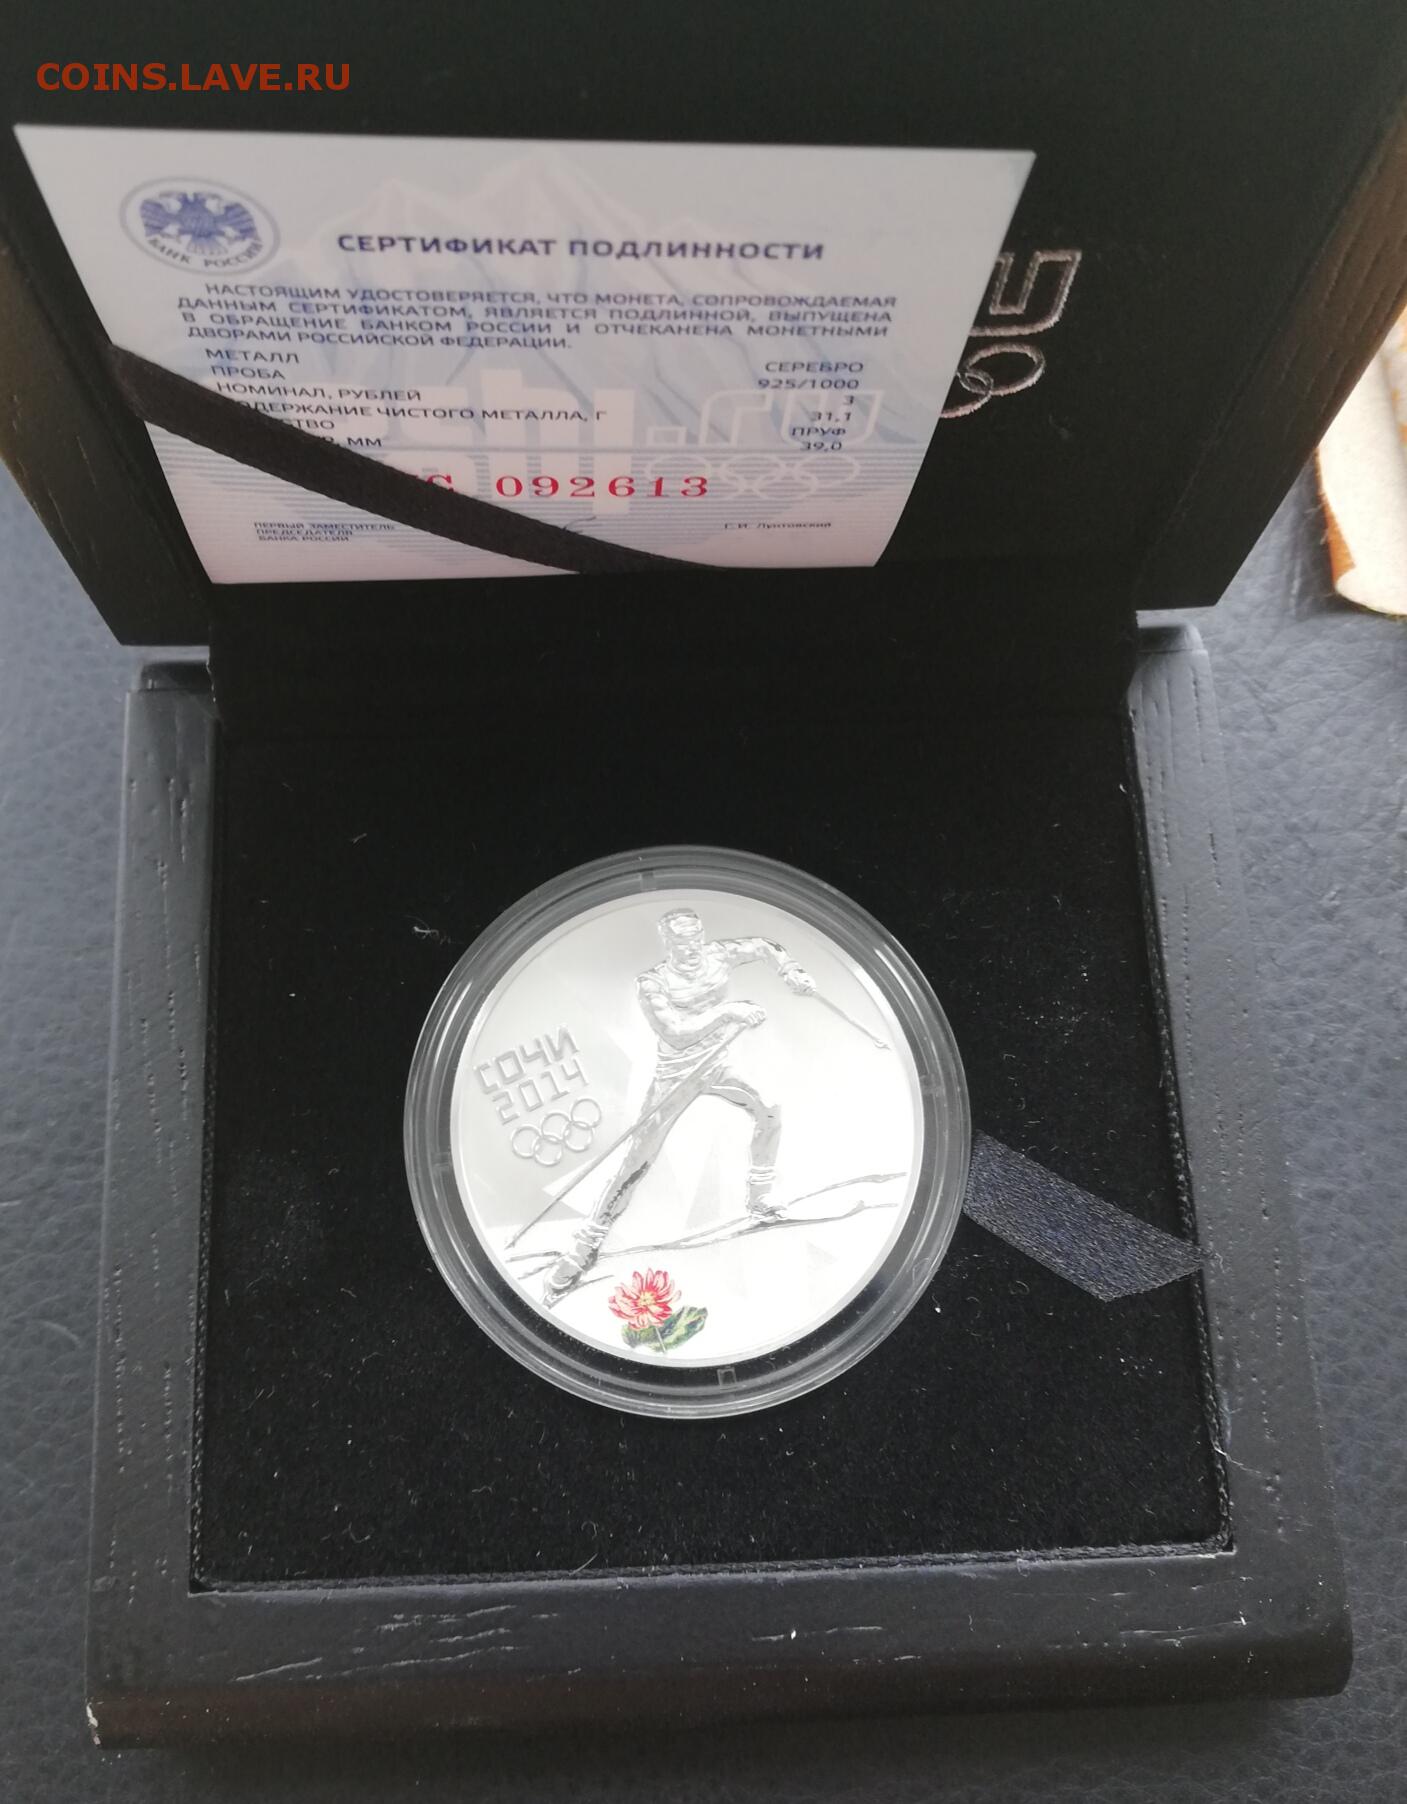 COINS.LAVE.RU
БАНК РОССИИ
СЕРТИФИКАТ ПОДЛИННОСТИ
НАСТОЯЩИМ УДОСТОВЕРЯЕТСЯ, ЧТО МОНЕТА, СОПРОВОЖДАЕМАЯ
ДАННЫМ СЕРТИФИКАТОМ, ЯВЛЯЕТСЯ ПОДЛИННОЙ, ВЫПУЩЕНА
В ОБРАЩЕНИЕ БАНКОМ РОССИИ И ОТЧЕКАНЕНА МОНЕТНЫМИ
ДВОРАМИ РОССИЙСКОЙ ФЕДЕРАЦИИ.
МЕТАЛЛ СЕРЕБРО
ПРОБА 925/1000
НОМИНАЛ, РУБЛЕЙ 3
ЧИСТОГО МЕТАЛЛА, Г 31,1
ПРУФ
ММ 39,0
092613
ПЕРВЫЙ ЗАМЕСТИТЕЛЬ
ПРЕДСЕДАТЕЛЯ
БАНКА РОССИИ
Г.И. Лунтовский
.ru
СОЧИ
2014